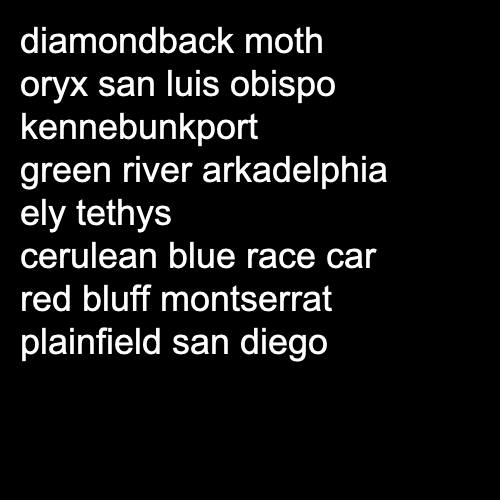 diamondback moth
oryx san luis obispo
kennebunkport
green river arkadelphia
ely tethys
cerulean blue race car
red bluff montserrat
plainfield san diego